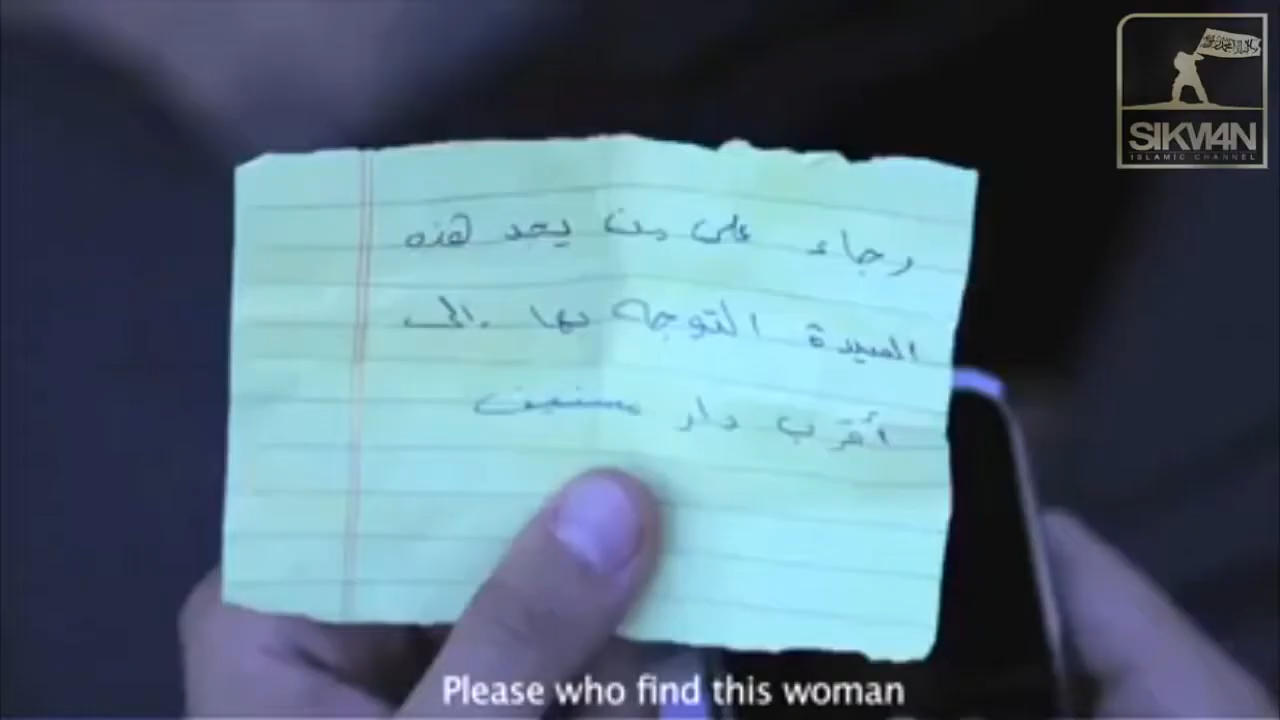 SIKVAN
ISLAMIC CHANNEL
رجاء على من يجد هذه
السيدة التوجه بها الى
أقرب دار مسنين
Please who find this woman